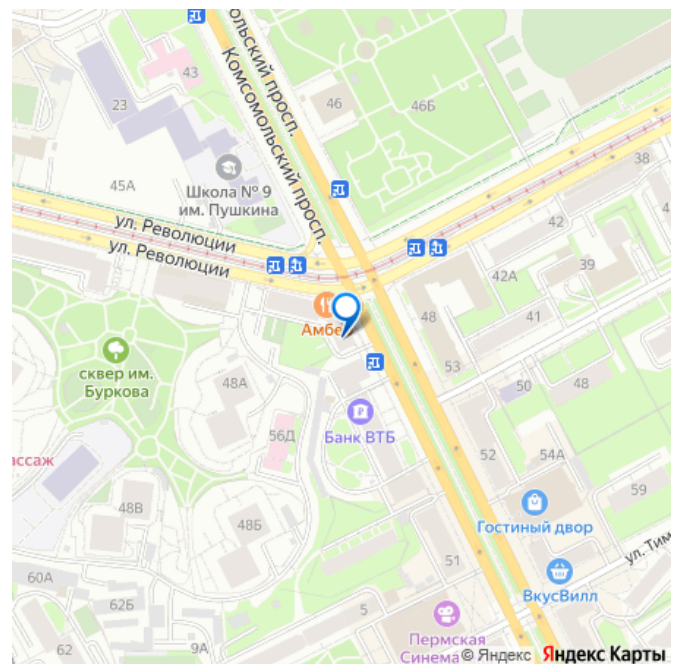 ольский просп.
Комсомольский просп.
43
46
46Б
23
38
Школа № 9
им. Пушкина
45А
ул. Революции
ул. Революции
42
4
39
42А
Амбе
48
41
сквер им.
Буркова
48А
53
50
48
56Д
Банк ВТБ
ассаж
52
54А
59
48В
48Б
Гостиный двор
ул. Тим
51
ВкусВилл
60А
62Б
5
62
9А
Пермская
Синема
© Яндекс Яндекс Карты